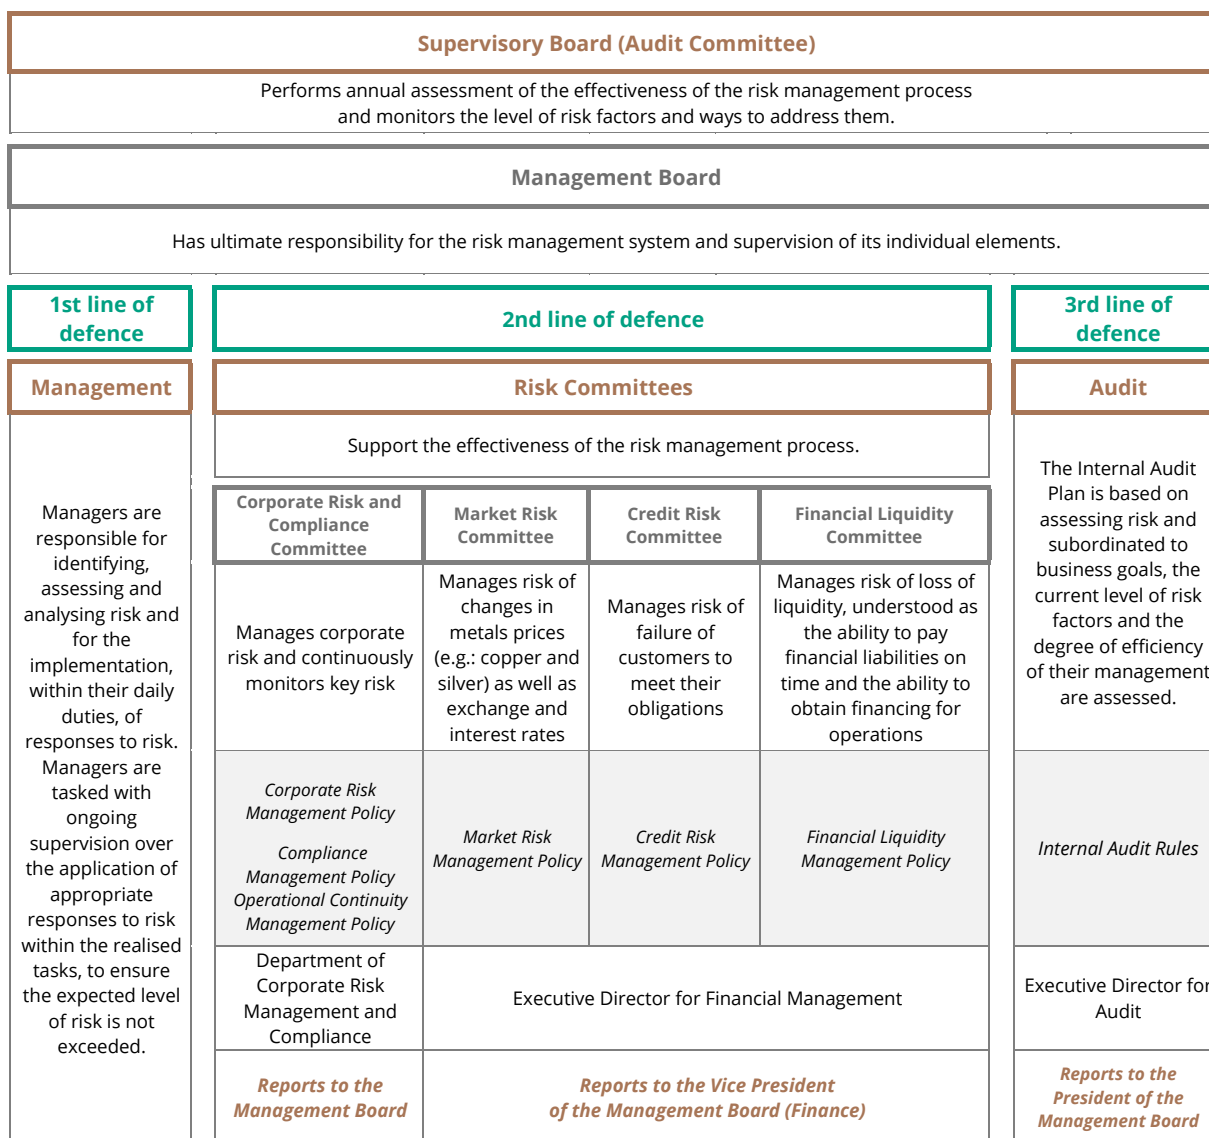 Supervisory Board (Audit Committee)
Performs annual assessment of the effectiveness of the risk management process
and monitors the level of risk factors and ways to address them.
Management Board
Has ultimate responsibility for the risk management system and supervision of its individual elements.
1st line of
defence
2nd line of defence
3rd line of
defence
Management
Risk Committees
Audit
Managers are
responsible for
identifying,
assessing and
analysing risk and
for the
implementation,
within their daily
duties, of
responses to risk.
Managers are
tasked with
ongoing
supervision over
the application of
appropriate
responses to risk
within the realised
tasks, to ensure
the expected level
of risk is not
exceeded.
Support the effectiveness of the risk management process.
Corporate Risk and
Compliance
Committee
Market Risk
Committee
Credit Risk
Committee
Financial Liquidity
Committee
Manages corporate
risk and continuously
monitors key risk
Manages risk of
changes in
metals prices
(e.g.: copper and
silver) as well as
exchange and
interest rates
Manages risk of
failure of
customers to
meet their
obligations
Manages risk of loss of
liquidity, understood as
the ability to pay
financial liabilities on
time and the ability to
obtain financing for
operations
Corporate Risk
Management Policy
Compliance
Management Policy
Operational Continuity
Management Policy
Market Risk
Management Policy
Credit Risk
Management Policy
Financial Liquidity
Management Policy
Department of
Corporate Risk
Management and
Compliance
Executive Director for Financial Management
Reports to the
Management Board
Reports to the Vice President
of the Management Board (Finance)
The Internal Audit
Plan is based on
assessing risk and
subordinated to
business goals, the
current level of risk
factors and the
degree of efficiency
of their management
are assessed.
Internal Audit Rules
Executive Director for
Audit
Reports to the
President of the
Management Board